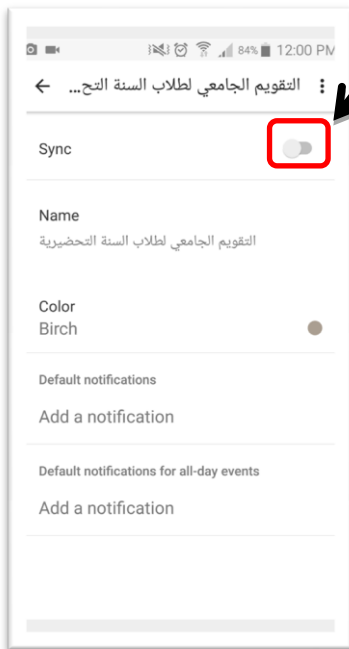 84% 12:00 PM
التقويم الجامعي لطلاب السنة التح...
Sync
Name
التقويم الجامعي لطلاب السنة التحضيرية
Color
Birch
Default notifications
Add a notification
Default notifications for all-day events
Add a notification